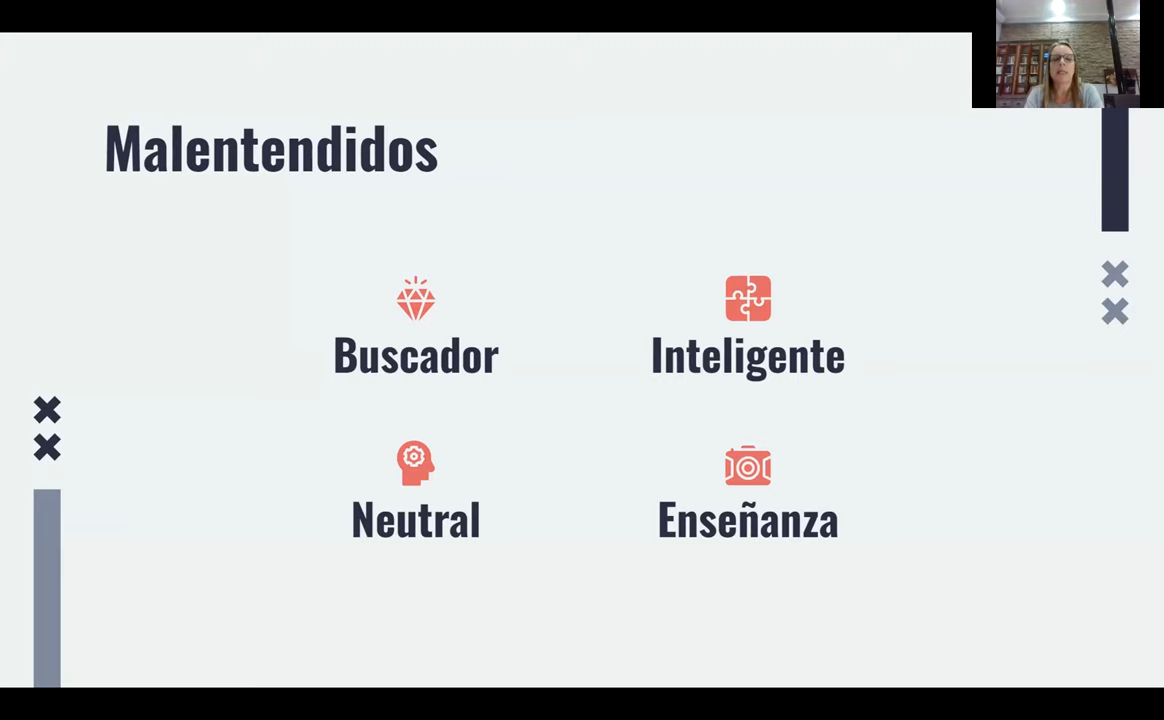 Malentendidos
Buscador
Inteligente
Neutral
Enseñanza